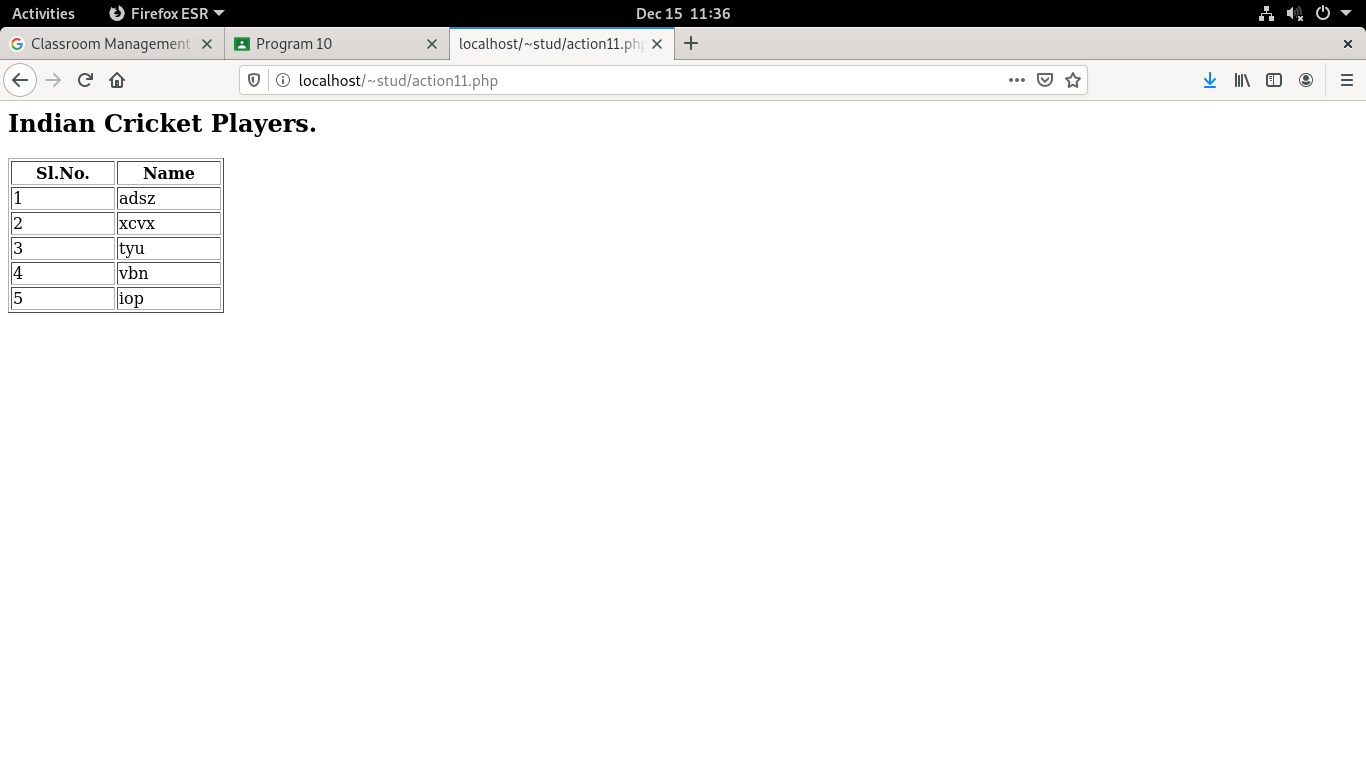 Activities Firefox ESR Dec 15 11:36
Classroom Management Program 10 localhost/~stud/action11.php
localhost/~stud/action11.php
Indian Cricket Players.
Sl.No. Name
1 adsz
2 xcvx
3 tyu
4 vbn
5 iop